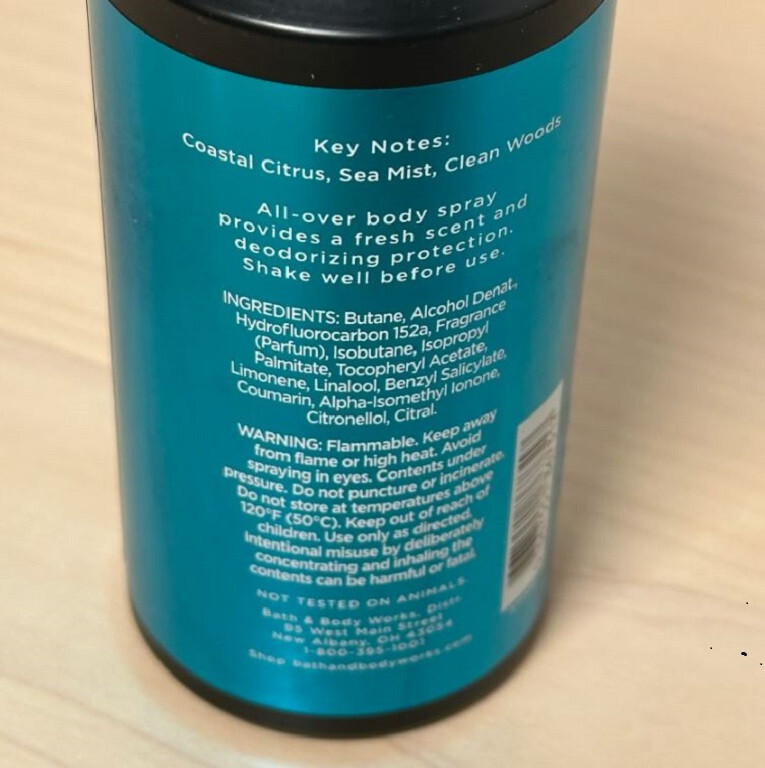 Key Notes:
Coastal Citrus, Sea Mist, Clean Woods
All-over body spray
provides a fresh scent and
deodorizing protection.
Shake well before use.
INGREDIENTS: Butane, Alcohol Denat.,
Hydrofluorocarbon 152a, Fragrance
(Parfum), Isobutane, Isopropyl
Palmitate, Tocopheryl Acetate,
Limonene, Linalool, Benzyl Salicylate,
Coumarin, Alpha-Isomethyl Ionone,
Citronellol, Citral.
WARNING: Flammable. Keep away
from flame or high heat. Avoid
spraying in eyes. Contents under
pressure. Do not puncture or incinerate.
Do not store at temperatures above
120°F (50°C). Keep out of reach of
children. Use only as directed.
Intentional misuse by deliberately
concentrating and inhaling the
contents can be harmful or fatal.
NOT TESTED ON ANIMALS.
Bath & Body Works, Distr.
95 West Main Street
New Albany, OH 43054
1-800-395-1001
Shop bathandbodyworks.com